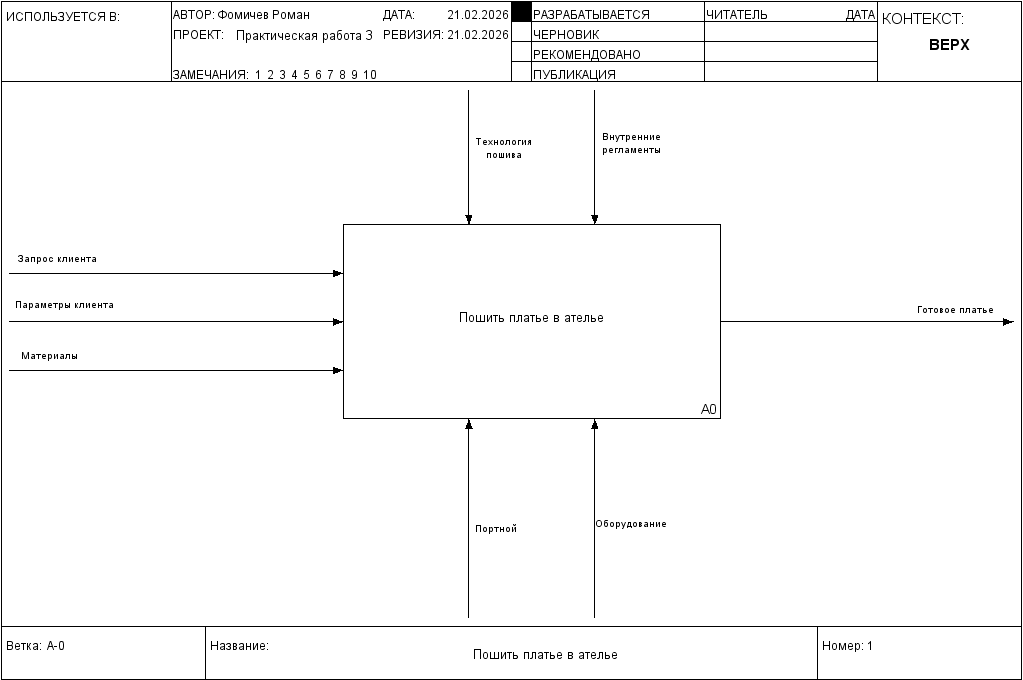 ИСПОЛЬЗУЕТСЯ В:
АВТОР: Фомичев Роман
ДАТА: 21.02.2026
ПРОЕКТ: Практическая работа 3
РЕВИЗИЯ: 21.02.2026
ЗАМЕЧАНИЯ: 1 2 3 4 5 6 7 8 9 10
РАЗРАБАТЫВАЕТСЯ
ЧЕРНОВИК
РЕКОМЕНДОВАНО
ПУБЛИКАЦИЯ
ЧИТАТЕЛЬ
ДАТА
КОНТЕКСТ:
ВЕРХ
Технология
пошива
Внутренние
регламенты
Запрос клиента
Параметры клиента
Материалы
Пошить платье в ателье
A0
Готовое платье
Портной
Оборудование
Ветка: A-0
Название:
Пошить платье в ателье
Номер: 1